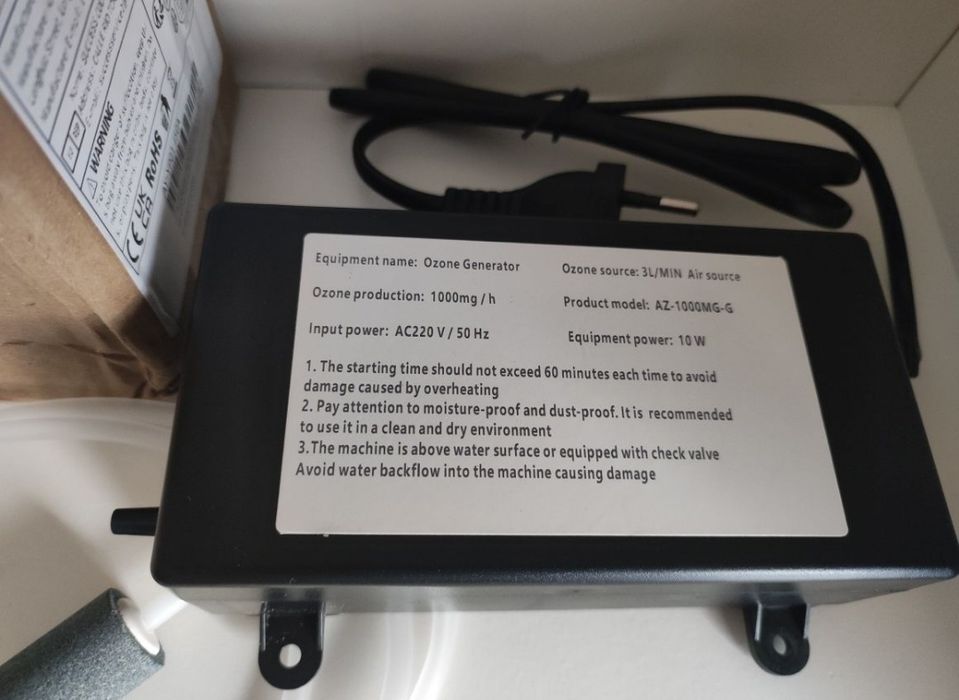 WARNING
UK
CA
CE
RoHS
Equipment name: Ozone Generator
Ozone source: 3L/MIN Air source
Ozone production: 1000mg / h
Product model: AZ-1000MG-G
Input power: AC220 V / 50 Hz
Equipment power: 10 W
1. The starting time should not exceed 60 minutes each time to avoid
damage caused by overheating
2. Pay attention to moisture-proof and dust-proof. It is recommended
to use it in a clean and dry environment
3.The machine is above water surface or equipped with check valve
Avoid water backflow into the machine causing damage